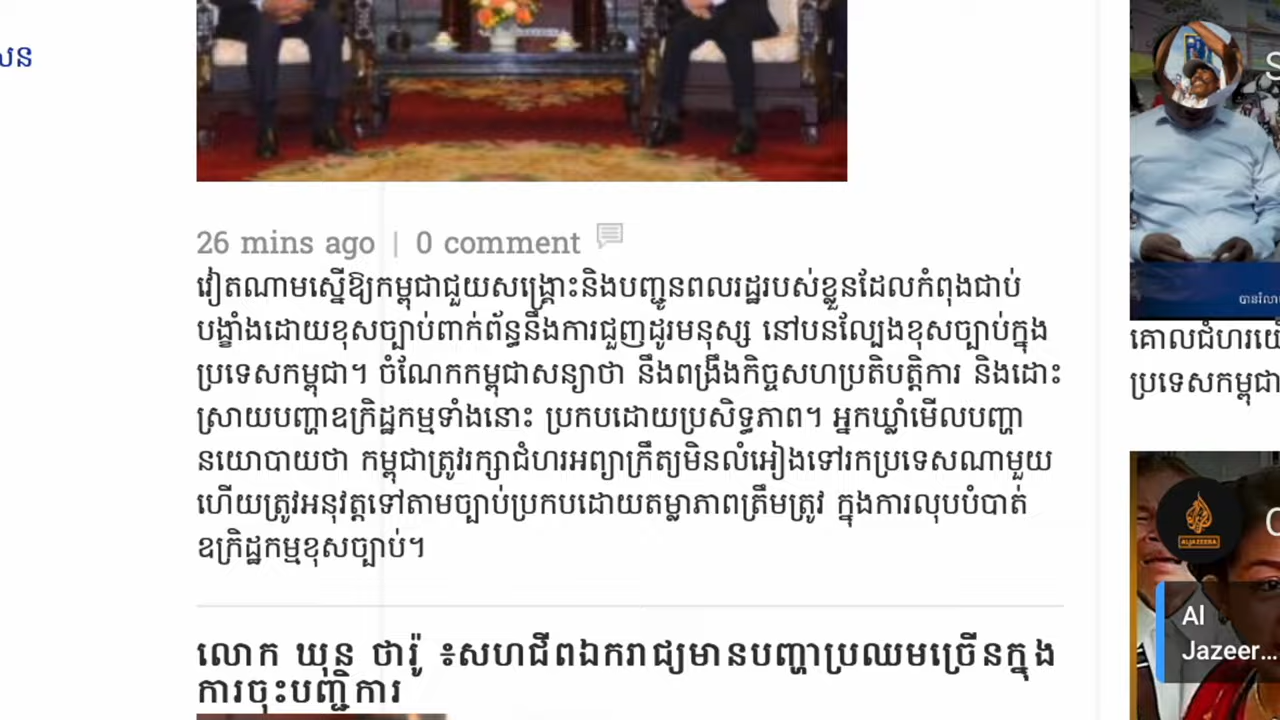 សន
26 mins ago | 0 comment
វៀតណាមស្នើឱ្យកម្ពុជាជួយសង្គ្រោះនិងបញ្ជូនពលរដ្ឋរបស់ខ្លួនដែលកំពុងជាប់
បង្ខាំងដោយខុសច្បាប់ពាក់ព័ន្ធនឹងការជួញដូរមនុស្ស នៅបនល្បែងខុសច្បាប់ក្នុង
ប្រទេសកម្ពុជា។ ចំណែកកម្ពុជាសន្យាថា នឹងពង្រឹងកិច្ចសហប្រតិបត្តិការ និងដោះ
ស្រាយបញ្ហាឧក្រិដ្ឋកម្មទាំងនោះ ប្រកបដោយប្រសិទ្ធភាព។ អ្នកឃ្លាំមើលបញ្ហា
នយោបាយថា កម្ពុជាត្រូវរក្សាជំហរអព្យាក្រឹត្យមិនលំអៀងទៅរកប្រទេសណាមួយ
ហើយត្រូវអនុវត្តទៅតាមច្បាប់ប្រកបដោយតម្លាភាពត្រឹមត្រូវ ក្នុងការលុបបំបាត់
ឧក្រិដ្ឋកម្មខុសច្បាប់។
លោក ឃុន ថារ៉ូ ៖សហជីពឯករាជ្យមានបញ្ហាប្រឈមច្រើនក្នុង
ការចុះបញ្ជិការ
S
បានរំលា
គោលជំហរយើ
ប្រទេសកម្ពុជា
ALJAZEERA
Al
Jazeer...